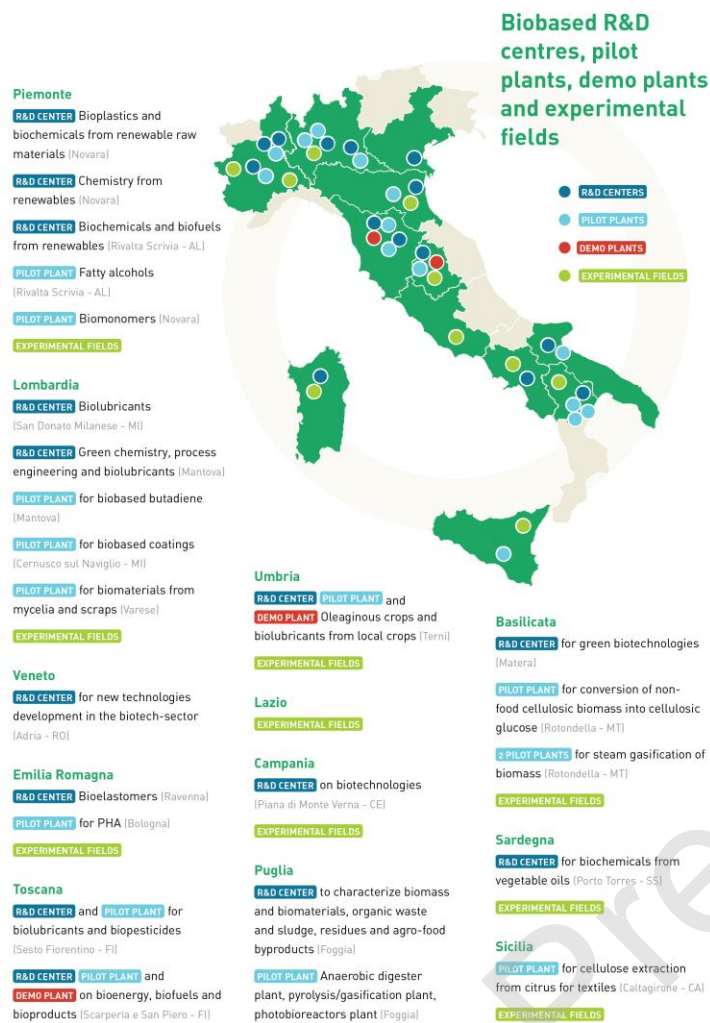 Biobased R&D
centres, pilot
plants, demo plants
and experimental
fields
R&D CENTERS
PILOT PLANTS
DEMO PLANTS
EXPERIMENTAL FIELDS
Piemonte
R&D CENTER Bioplastics and
biochemicals from renewable raw
materials (Novara)
R&D CENTER Chemistry from
renewables (Novara)
R&D CENTER Biochemicals and biofuels
from renewables (Rivalta Scrivia - AL)
PILOT PLANT Fatty alcohols
(Rivalta Scrivia - AL)
PILOT PLANT Biomonomers (Novara)
EXPERIMENTAL FIELDS
Lombardia
R&D CENTER Biolubricants
(San Donato Milanese - MI)
R&D CENTER Green chemistry, process
engineering and biolubricants (Mantova)
PILOT PLANT for biobased butadiene
(Mantova)
PILOT PLANT for biobased coatings
(Cernusco sul Naviglio - MI)
PILOT PLANT for biomaterials from
mycelia and scraps (Varese)
EXPERIMENTAL FIELDS
Veneto
R&D CENTER for new technologies
development in the biotech-sector
(Adria - RO)
Emilia Romagna
R&D CENTER Bioelastomers (Ravenna)
PILOT PLANT for PHA (Bologna)
EXPERIMENTAL FIELDS
Toscana
R&D CENTER and PILOT PLANT for
biolubricants and biopesticides
(Sesto Fiorentino - FI)
R&D CENTER PILOT PLANT and
DEMO PLANT on bioenergy, biofuels and
bioproducts (Scarperia e San Piero - FI)
Umbria
R&D CENTER PILOT PLANT and
DEMO PLANT Oleaginous crops and
biolubricants from local crops (Terni)
EXPERIMENTAL FIELDS
Lazio
EXPERIMENTAL FIELDS
Campania
R&D CENTER on biotechnologies
(Piana di Monte Verna - CE)
EXPERIMENTAL FIELDS
Puglia
R&D CENTER to characterize biomass
and biomaterials, organic waste
and sludge, residues and agro-food
byproducts (Foggia)
PILOT PLANT Anaerobic digester
plant, pyrolysis/gasification plant,
photobioreactors plant (Foggia)
Basilicata
R&D CENTER for green biotechnologies
(Matera)
PILOT PLANT for conversion of non-
food cellulosic biomass into cellulosic
glucose (Rotondella - MT)
2 PILOT PLANTS for steam gasification of
biomass (Rotondella - MT)
EXPERIMENTAL FIELDS
Sardegna
R&D CENTER for biochemicals from
vegetable oils (Porto Torres - SS)
EXPERIMENTAL FIELDS
Sicilia
PILOT PLANT for cellulose extraction
from citrus for textiles (Caltagirone - CA)
EXPERIMENTAL FIELDS
Pre